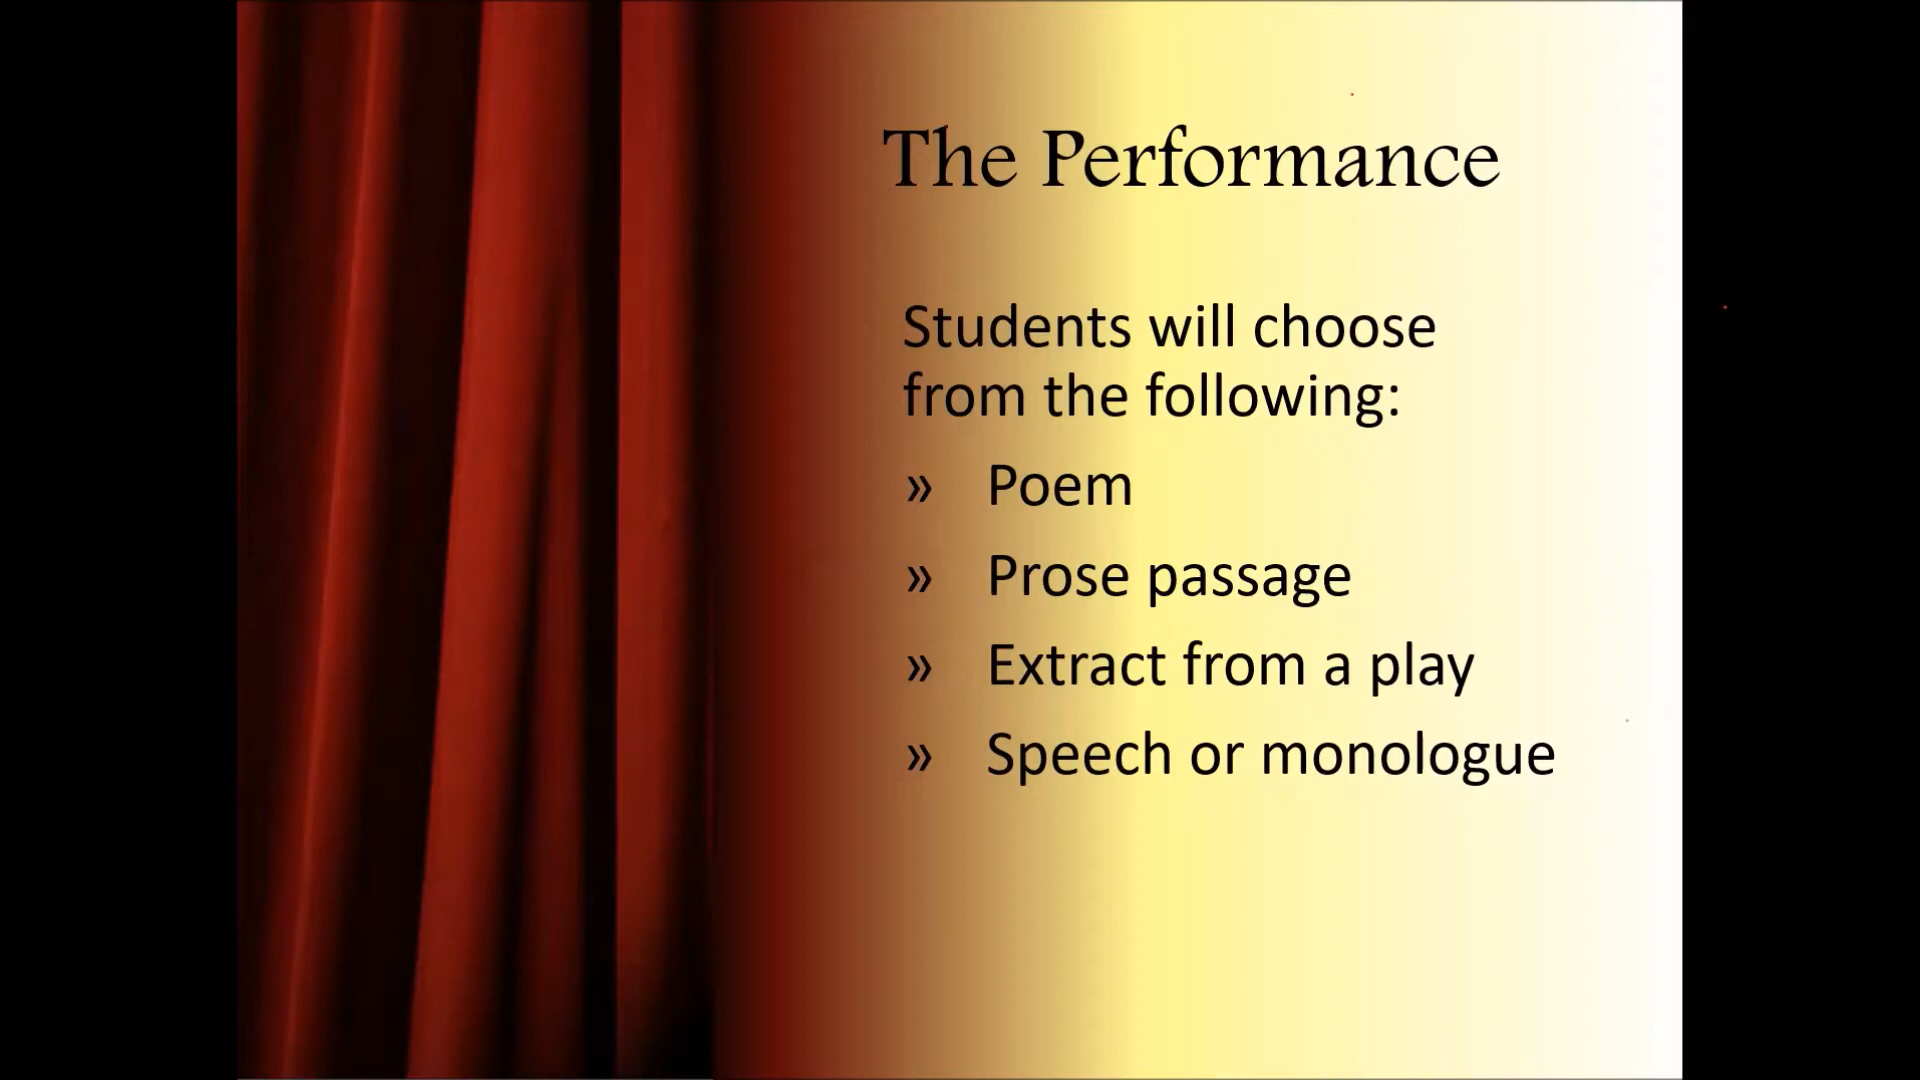 The Performance
Students will choose
from the following:
» Poem
» Prose passage
» Extract from a play
» Speech or monologue